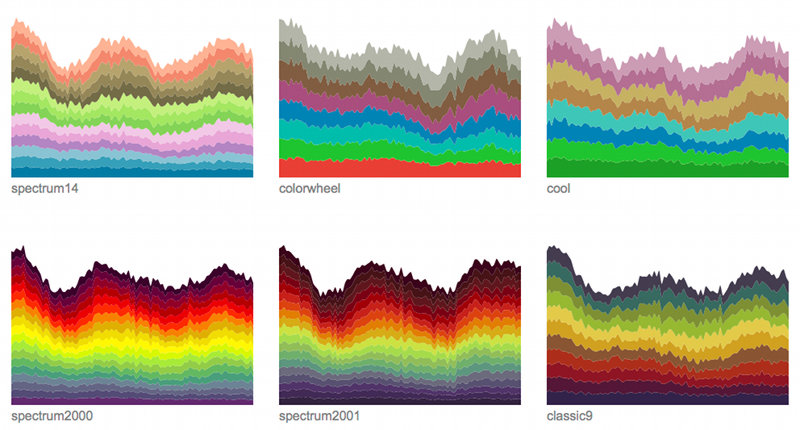 spectrum14
colorwheel
cool
spectrum2000
spectrum2001
classic9